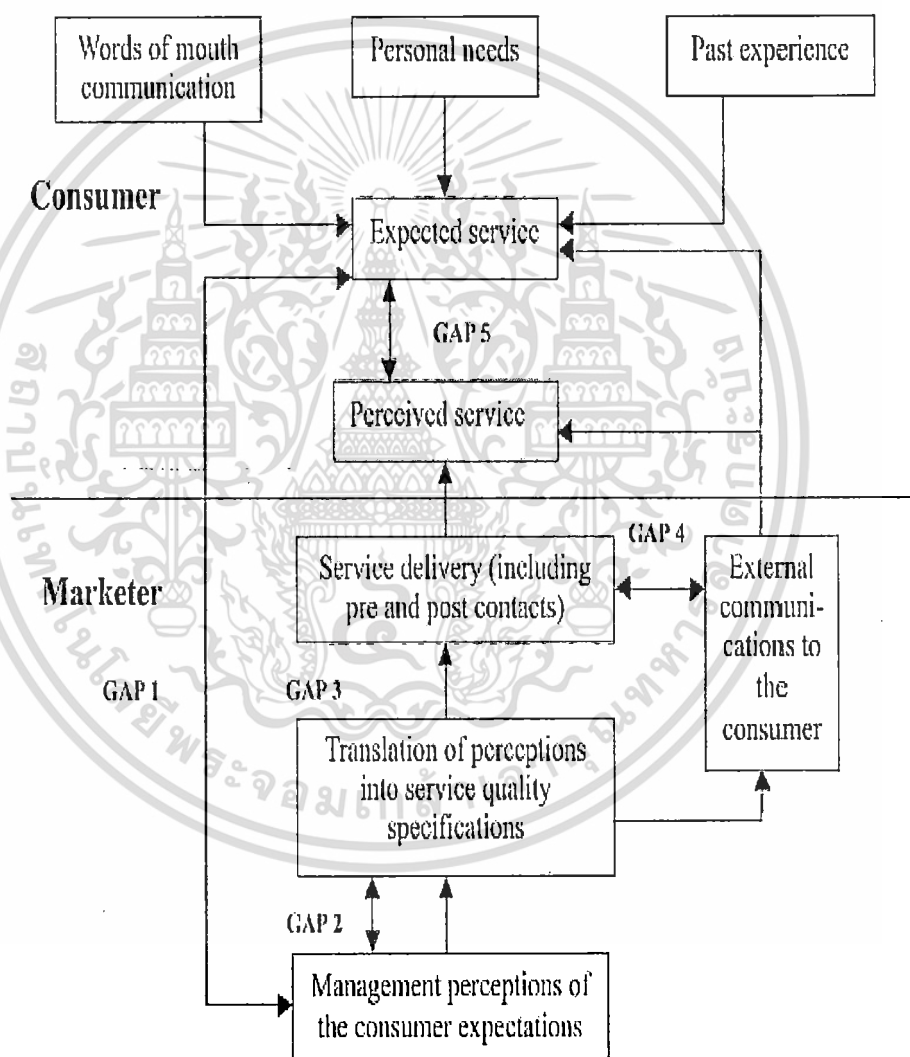 Words of mouth
communication
Personal needs
Past experience
Consumer
Expected service
GAP 5
Perceived service
GAP 4
Marketer
Service delivery (including
pre and post contacts)
External
communi-
cations to
the
consumer
GAP 1
GAP 3
Translation of perceptions
into service quality
specifications
GAP 2
Management perceptions of
the consumer expectations